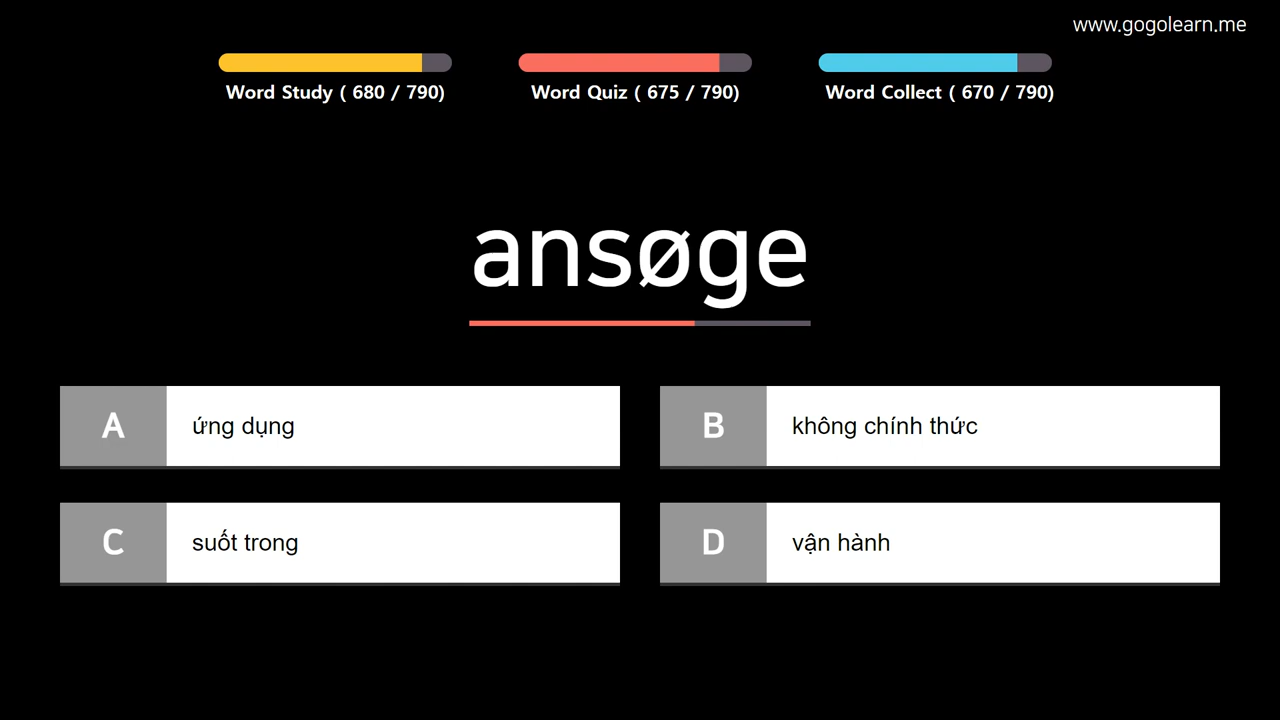 www.gogolearn.me
Word Study ( 680 / 790)
Word Quiz ( 675 / 790)
Word Collect ( 670 / 790)
ansøge
A ứng dụng
B không chính thức
C suốt trong
D vận hành